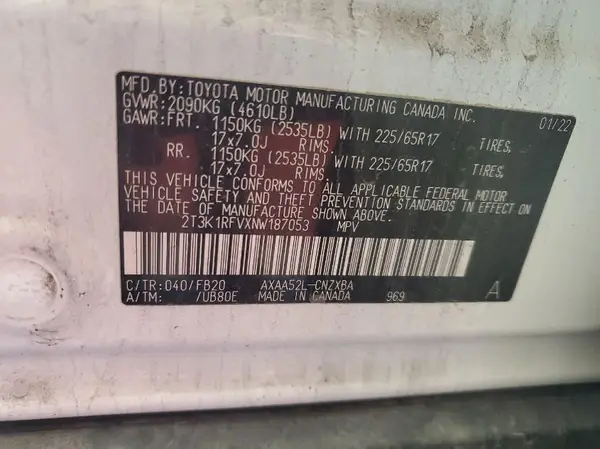 MFD. BY: TOYOTA MOTOR MANUFACTURING CANADA INC.
GVWR: 2090KG (4610LB) 01/22
GAWR: FRT. 1150KG (2535LB) WITH 225/65R17 TIRES,
17x7.0J RIMS.
RR. 1150KG (2535LB) WITH 225/65R17 TIRES,
17x7.0J RIMS.
THIS VEHICLE CONFORMS TO ALL APPLICABLE FEDERAL MOTOR
VEHICLE SAFETY AND THEFT PREVENTION STANDARDS IN EFFECT ON
THE DATE OF MANUFACTURE SHOWN ABOVE.
2T3K1RFVXNW187053 MPV
C/TR: 040/FB20 AXAA52L-CNZXBA A
A/TM: /UB80E MADE IN CANADA 969